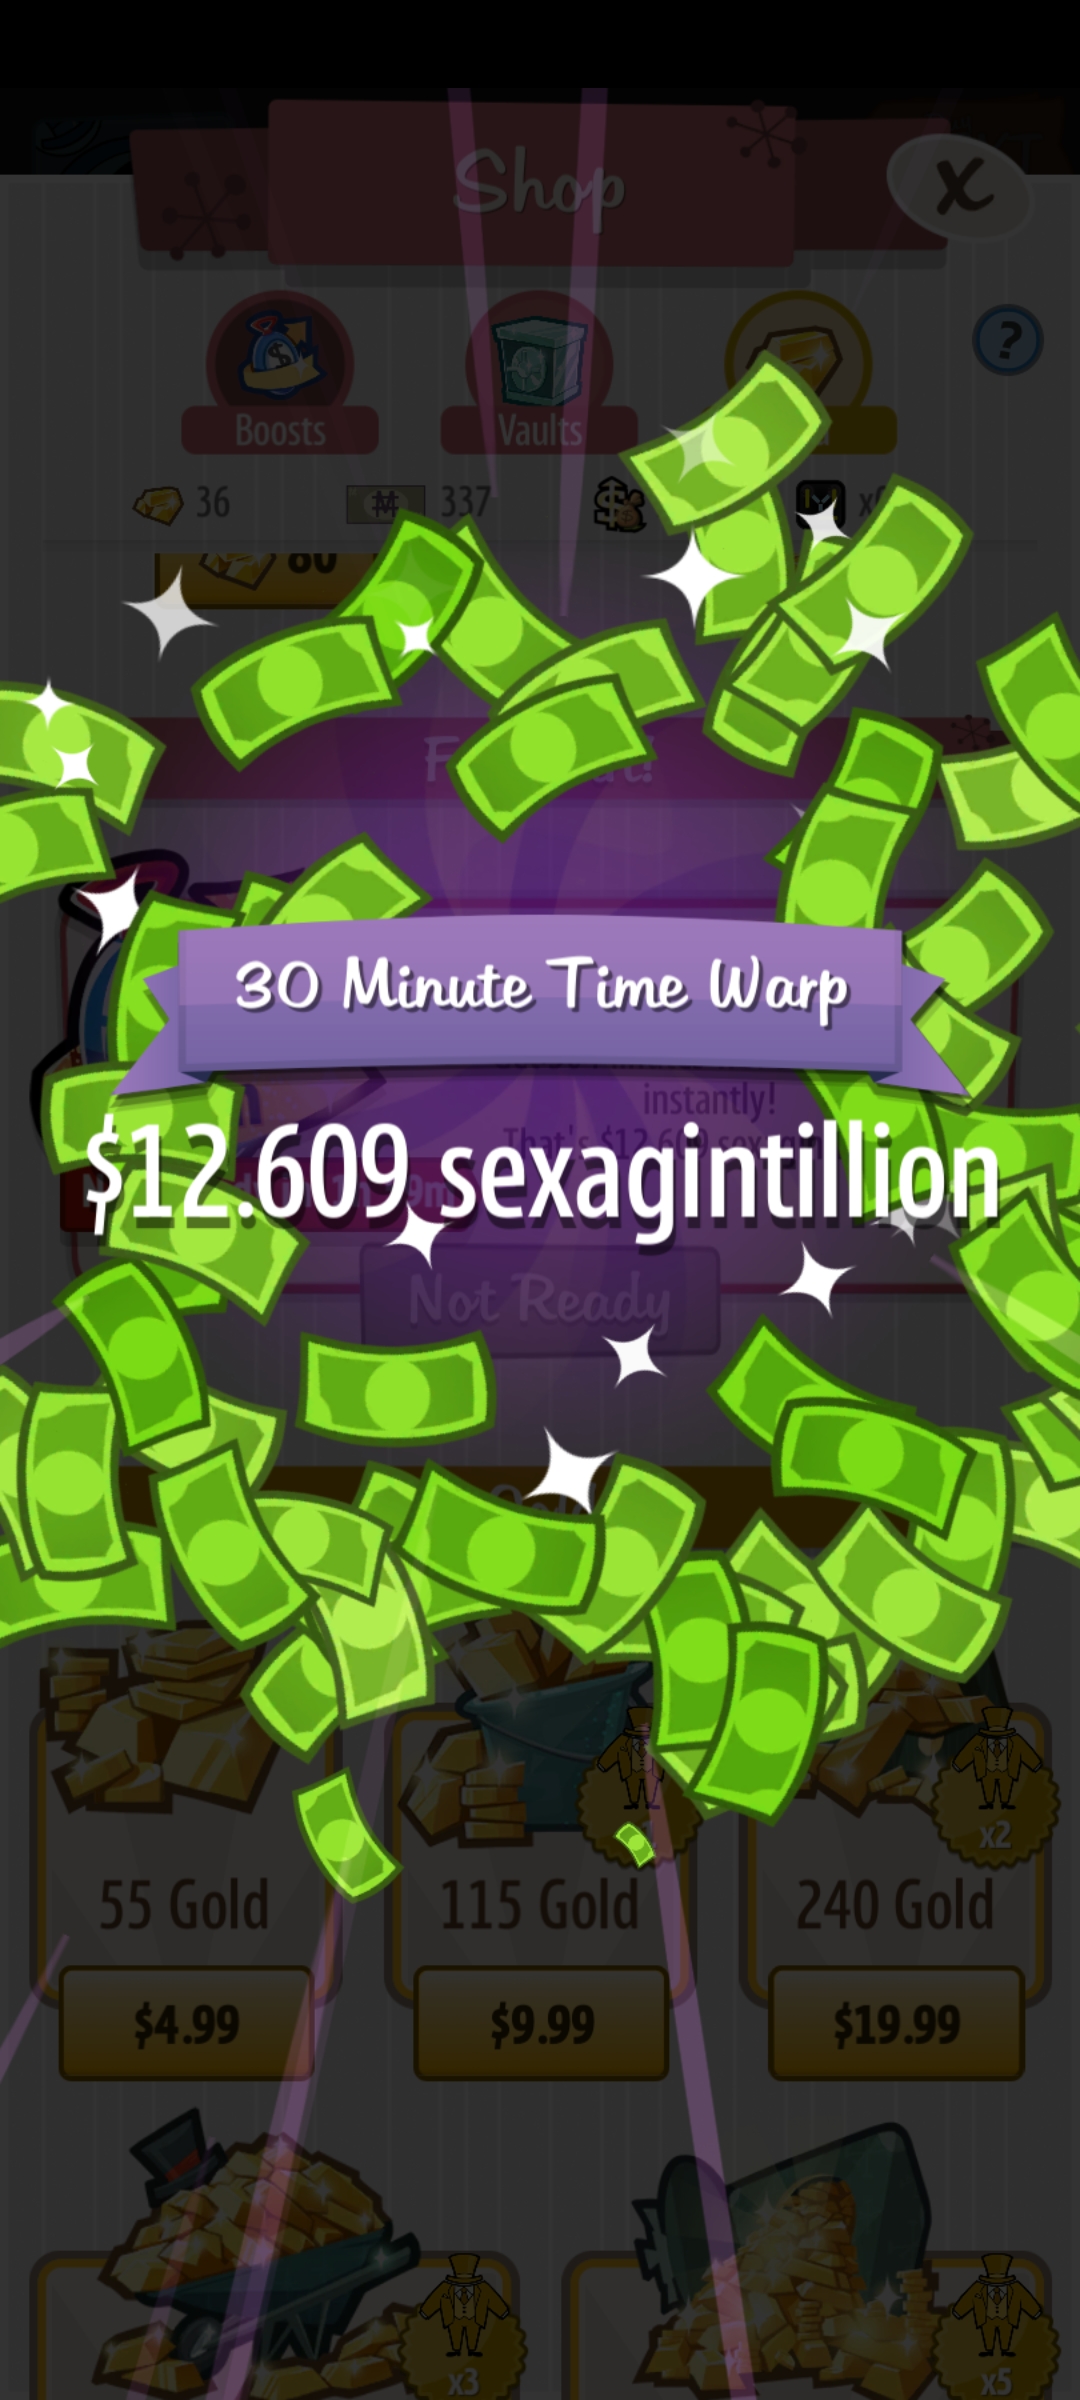 Shop
X
?
Boosts
Vaults
36
337
80
30 Minute Time Warp
instantly!
$12.609 sexagintillion
Not Ready
55 Gold
115 Gold
x2
240 Gold
$4.99
$9.99
$19.99
x3
x5